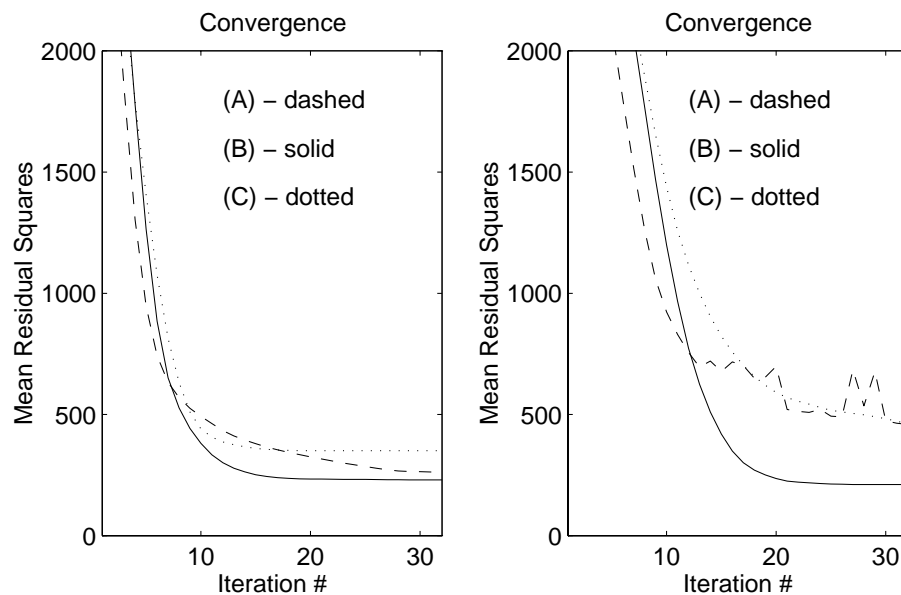 Convergence
2000
1500
1000
500
0
Mean Residual Squares
(A) – dashed
(B) – solid
(C) – dotted
10
20
30
Iteration #
Convergence
2000
1500
1000
500
0
Mean Residual Squares
(A) – dashed
(B) – solid
(C) – dotted
10
20
30
Iteration #